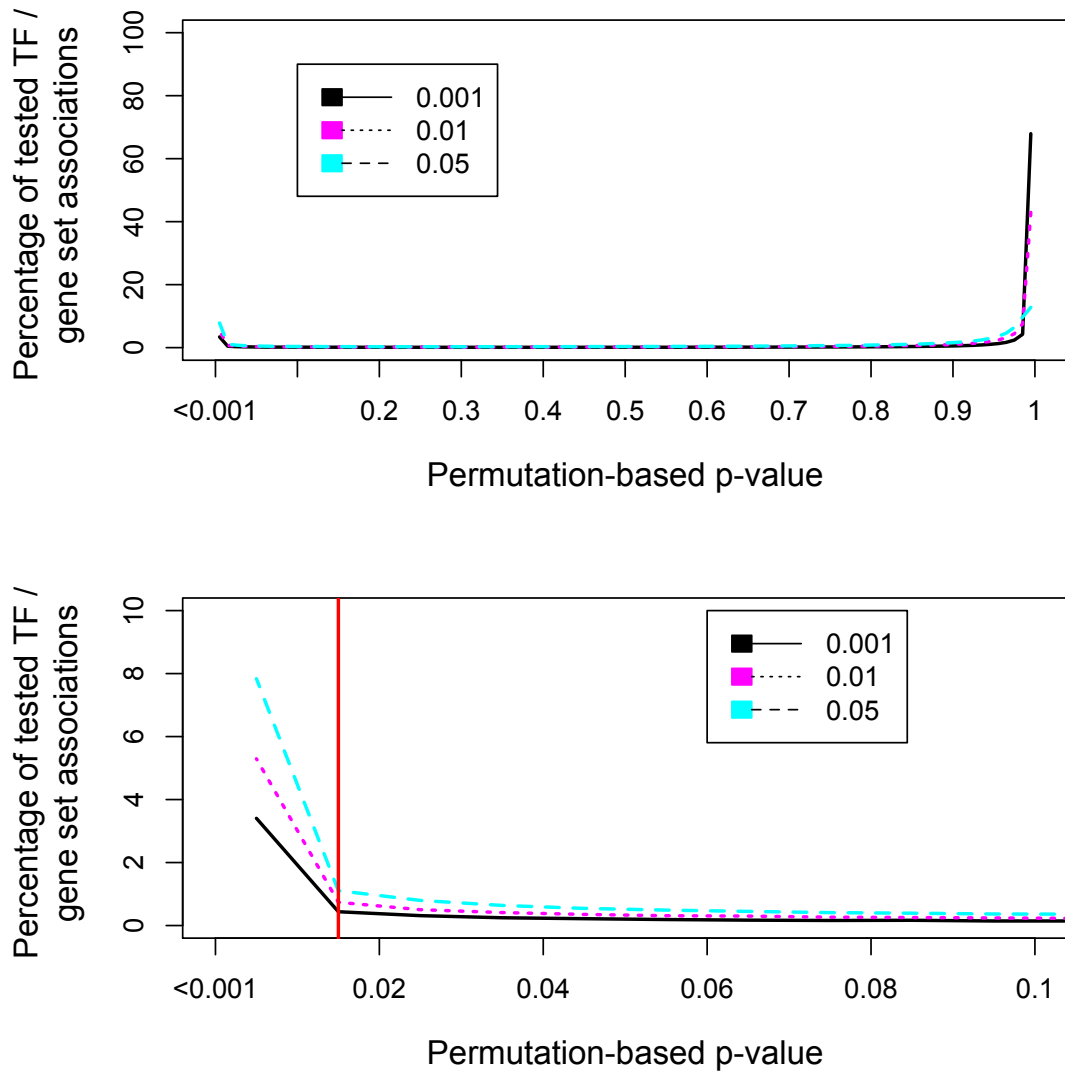 Percentage of tested TF /
gene set associations
100
80
60
40
20
0
0.001
0.01
0.05
<0.001 0.2 0.3 0.4 0.5 0.6 0.7 0.8 0.9 1
Permutation-based p-value
Percentage of tested TF /
gene set associations
10
8
6
4
2
0
0.001
0.01
0.05
<0.001 0.02 0.04 0.06 0.08 0.1
Permutation-based p-value